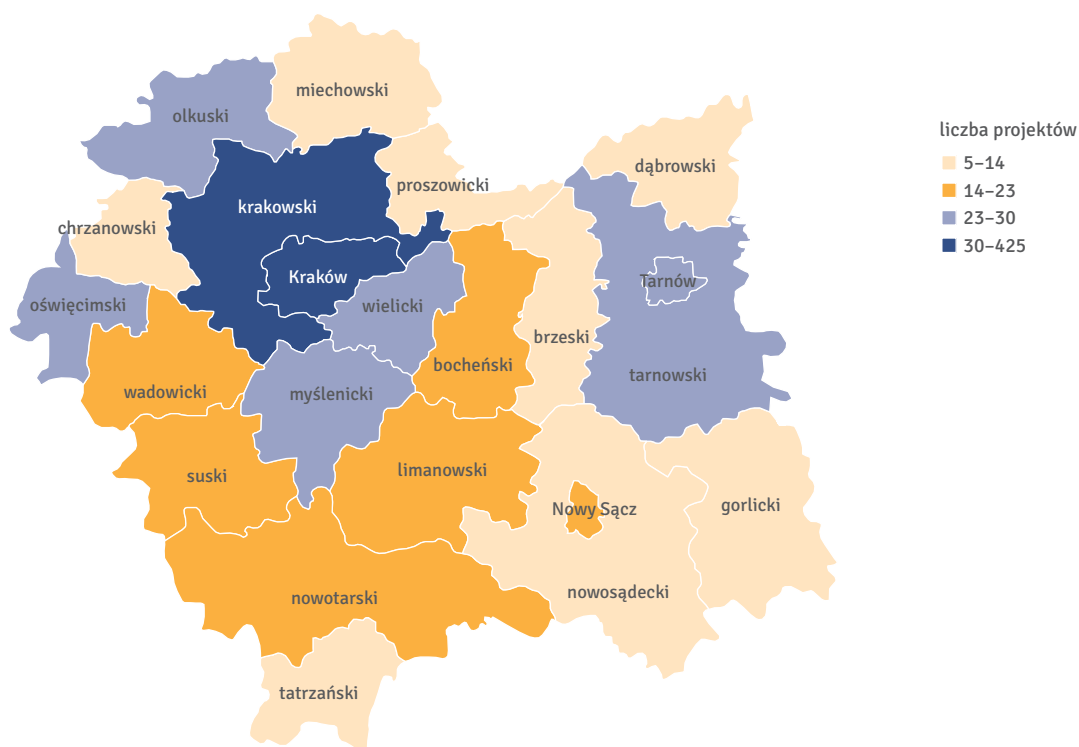 miechowski
olkuski
liczba projektów
5–14
14–23
23–30
30–425
dąbrowski
proszowicki
krakowski
chrzanowski
Kraków
Tarnów
oświęcimski
wielicki
brzeski
bocheński
tarnowski
wadowicki
myślenicki
limanowski
suski
gorlicki
Nowy Sącz
nowosądecki
nowotarski
tatrzański